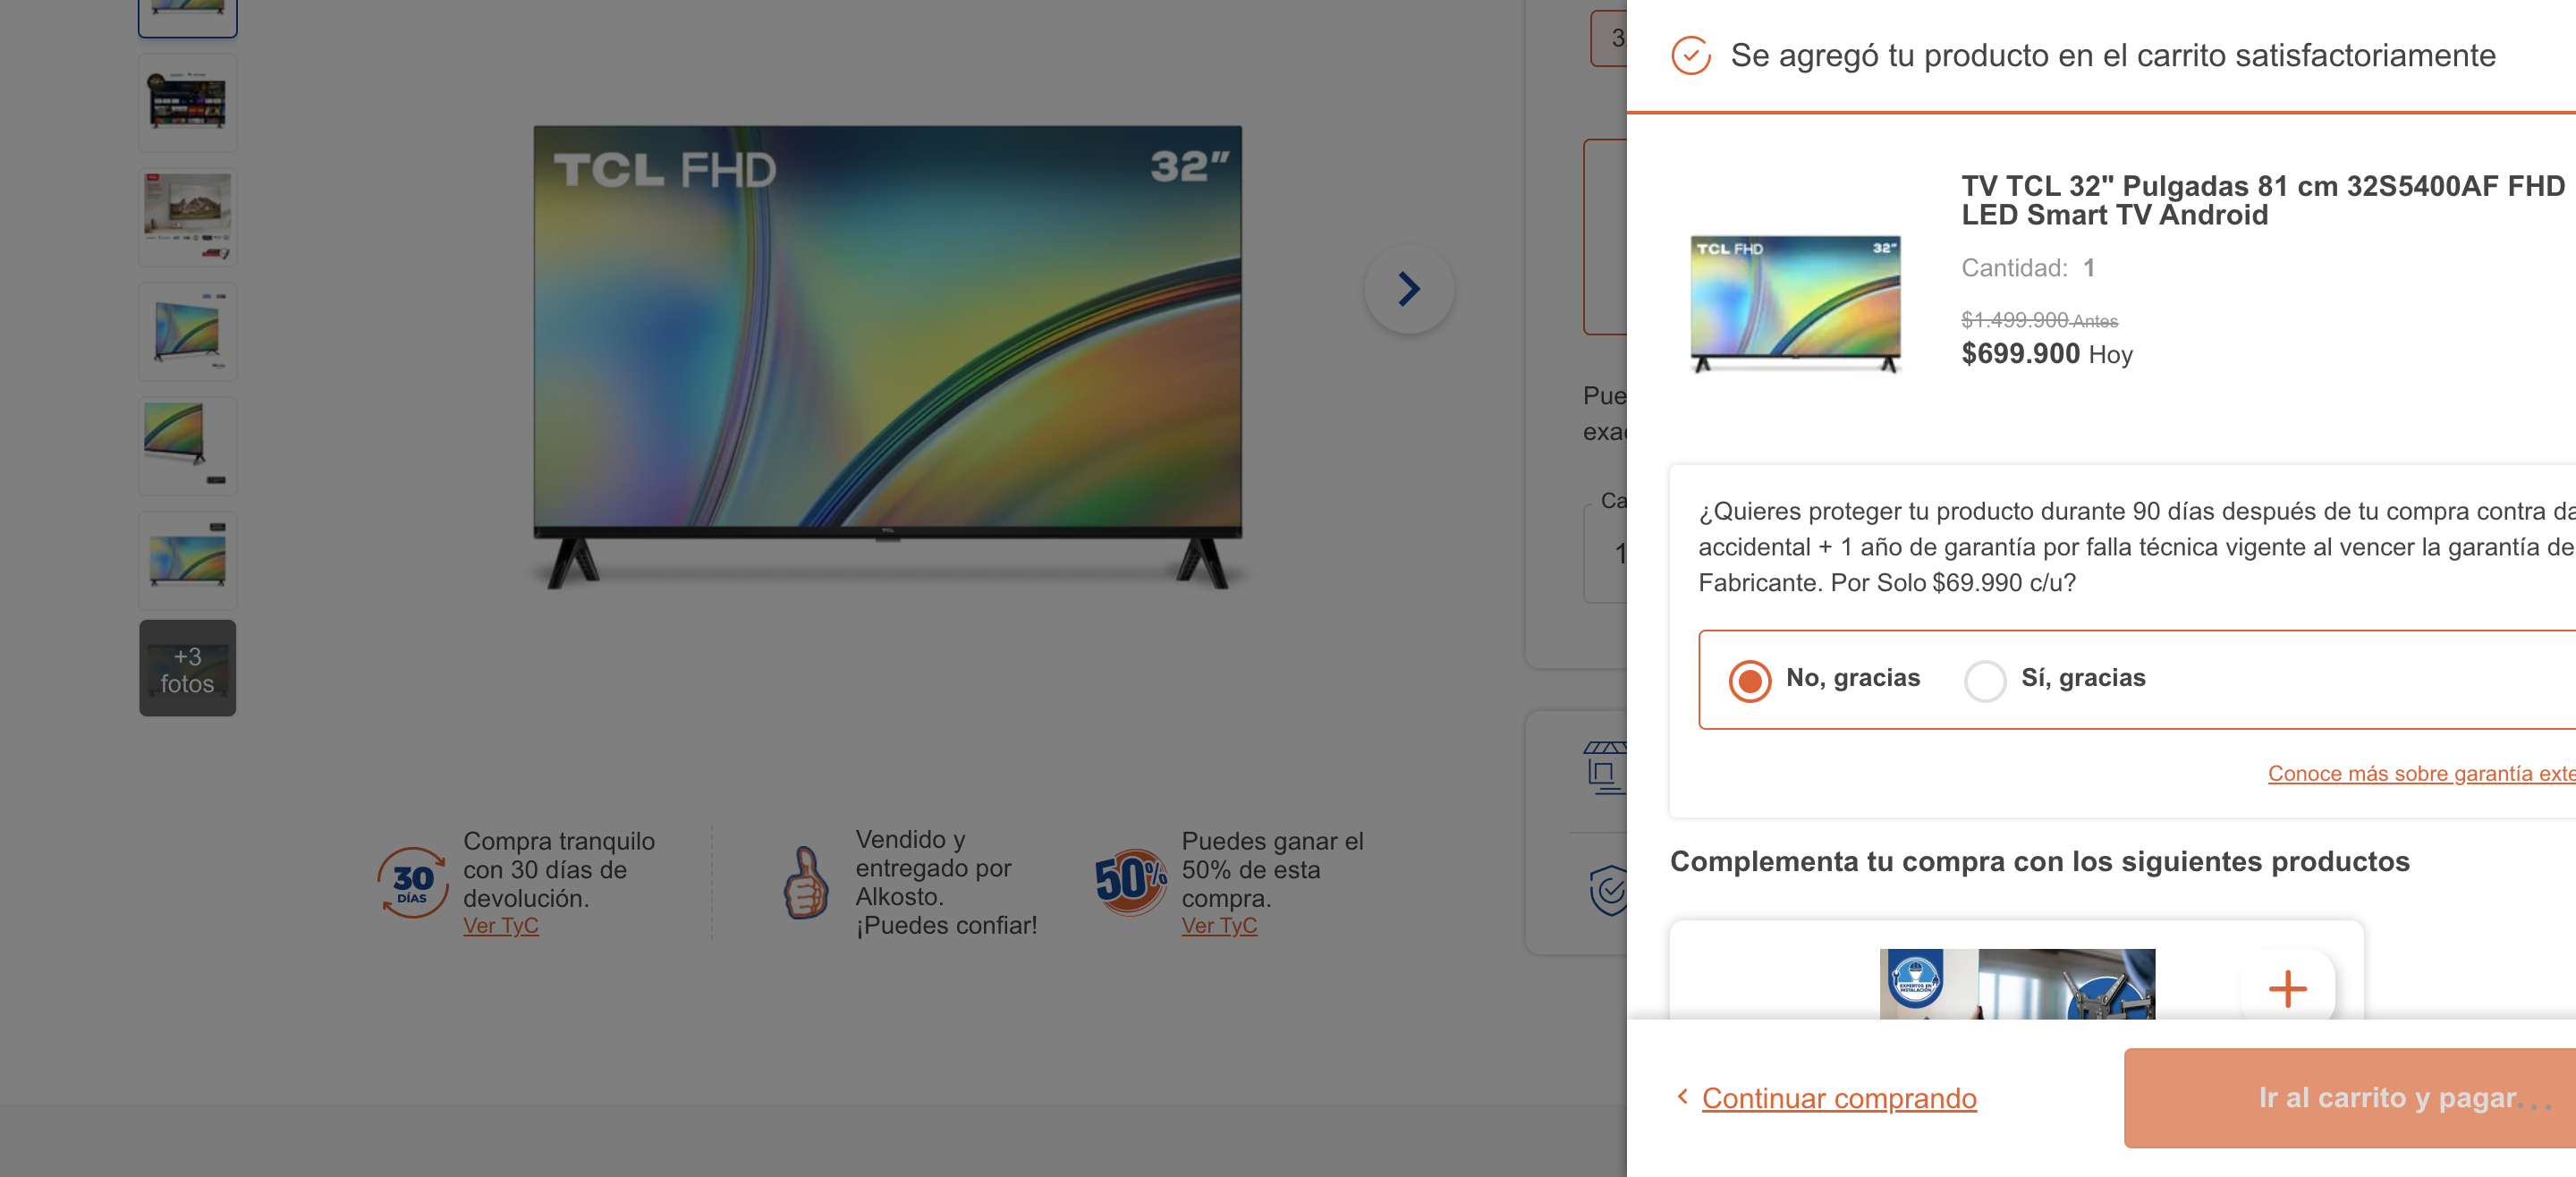 TCL FHD
32"
TCL
+3
fotos
30
DÍAS
Compra tranquilo
con 30 días de
devolución.
Ver TyC
Vendido y
entregado por
Alkosto.
¡Puedes confiar!
50%
Puedes ganar el
50% de esta
compra.
Ver TyC
3
Pue
exac
Ca
1
Se agregó tu producto en el carrito satisfactoriamente
TCL FHD
32"
TV TCL 32" Pulgadas 81 cm 32S5400AF FHD
LED Smart TV Android
Cantidad: 1
$1.499.900 Antes
$699.900 Hoy
¿Quieres proteger tu producto durante 90 días después de tu compra contra da
accidental + 1 año de garantía por falla técnica vigente al vencer la garantía de
Fabricante. Por Solo $69.990 c/u?
No, gracias
Sí, gracias
Conoce más sobre garantía exte
Complementa tu compra con los siguientes productos
EXPERTOS EN
INSTALACIÓN
Continuar comprando
Ir al carrito y pagar...